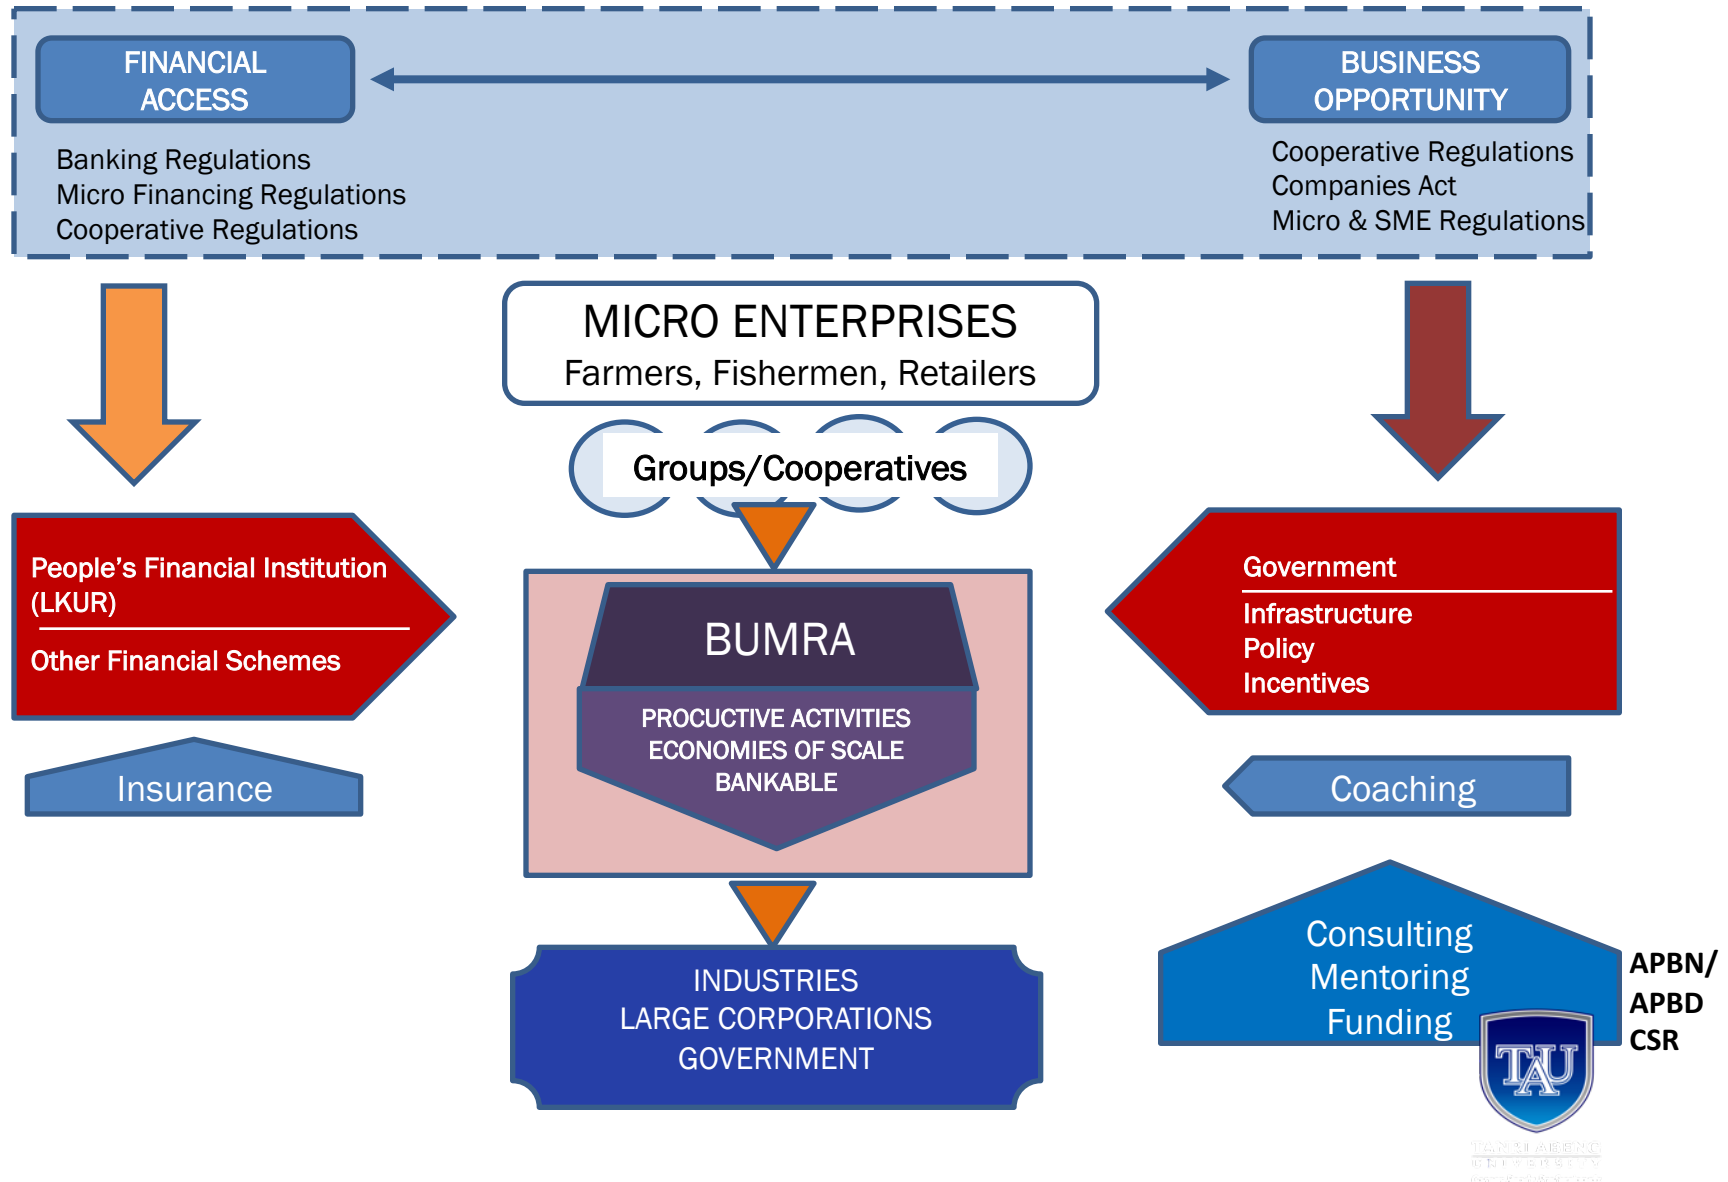 FINANCIAL
ACCESS
BUSINESS
OPPORTUNITY
Banking Regulations
Micro Financing Regulations
Cooperative Regulations
Cooperative Regulations
Companies Act
Micro & SME Regulations
MICRO ENTERPRISES
Farmers, Fishermen, Retailers
Groups/Cooperatives
People's Financial Institution
(LKUR)
Other Financial Schemes
Insurance
BUMRA
PROCUCTIVE ACTIVITIES
ECONOMIES OF SCALE
BANKABLE
INDUSTRIES
LARGE CORPORATIONS
GOVERNMENT
Government
Infrastructure
Policy
Incentives
Coaching
Consulting
Mentoring
Funding
APBN/
APBD
CSR
TAU
UNIVERSITY